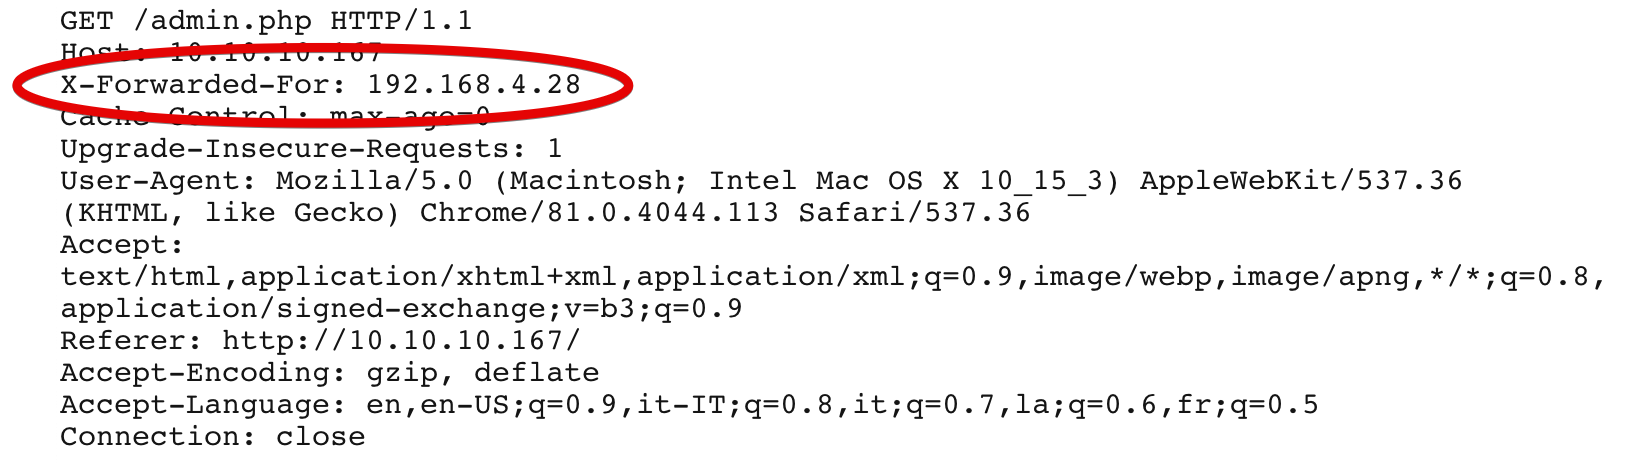 GET /admin.php HTTP/1.1
Host: 10.10.10.167
X-Forwarded-For: 192.168.4.28
Cache-Control: max-age=0
Upgrade-Insecure-Requests: 1
User-Agent: Mozilla/5.0 (Macintosh; Intel Mac OS X 10_15_3) AppleWebKit/537.36
(KHTML, like Gecko) Chrome/81.0.4044.113 Safari/537.36
Accept:
text/html,application/xhtml+xml,application/xml;q=0.9,image/webp,image/apng,*/*;q=0.8,
application/signed-exchange;v=b3;q=0.9
Referer: http://10.10.10.167/
Accept-Encoding: gzip, deflate
Accept-Language: en,en-US;q=0.9,it-IT;q=0.8,it;q=0.7,la;q=0.6,fr;q=0.5
Connection: close